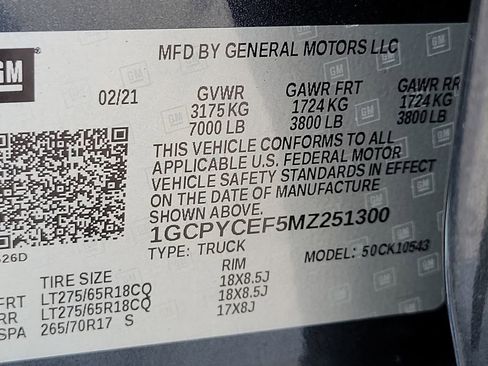 GM
MFD BY GENERAL MOTORS LLC
02/21 GVWR GAWR FRT GAWR RR
3175 KG 1724 KG 1724 KG
7000 LB 3800 LB 3800 LB
THIS VEHICLE CONFORMS TO ALL
APPLICABLE U.S. FEDERAL MOTOR
VEHICLE SAFETY STANDARDS IN EFFECT
ON THE DATE OF MANUFACTURE
SHOWN ABOVE.
1GCPYCEF5MZ251300
TYPE: TRUCK MODEL: 50CK10543
TIRE SIZE RIM
FRT LT275/65R18CQ 18X8.5J
RR LT275/65R18CQ 18X8.5J
SPA 265/70R17 S 17X8J